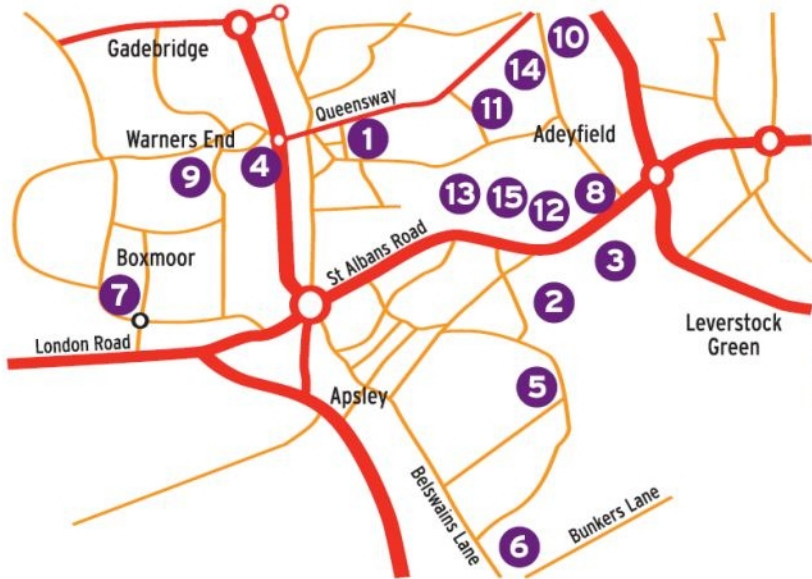 10
Gadebridge
14
Queensway
11
Warners End
1
Adeyfield
4
9
13
15
12
8
St Albans Road
Boxmoor
3
7
2
London Road
Leverstock
Green
5
Apsley
Belswains Lane
Bunkers Lane
6